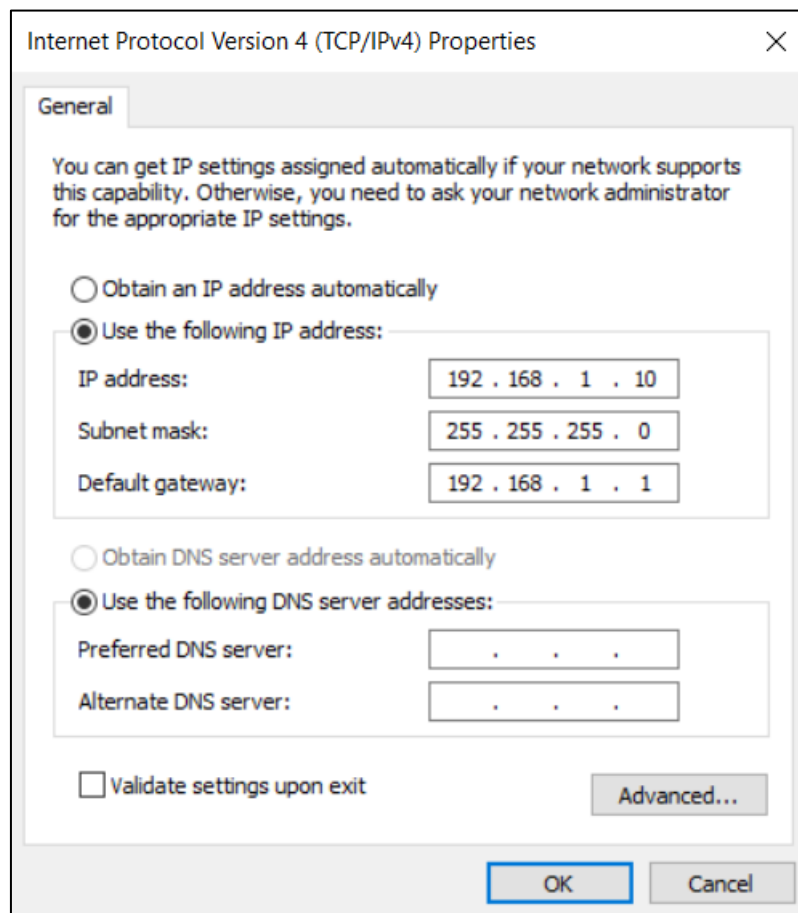 Internet Protocol Version 4 (TCP/IPv4) Properties
General
You can get IP settings assigned automatically if your network supports
this capability. Otherwise, you need to ask your network administrator
for the appropriate IP settings.
Obtain an IP address automatically
Use the following IP address:
IP address: 192 . 168 . 1 . 10
Subnet mask: 255 . 255 . 255 . 0
Default gateway: 192 . 168 . 1 . 1
Obtain DNS server address automatically
Use the following DNS server addresses:
Preferred DNS server: . . .
Alternate DNS server: . . .
Validate settings upon exit
Advanced...
OK Cancel